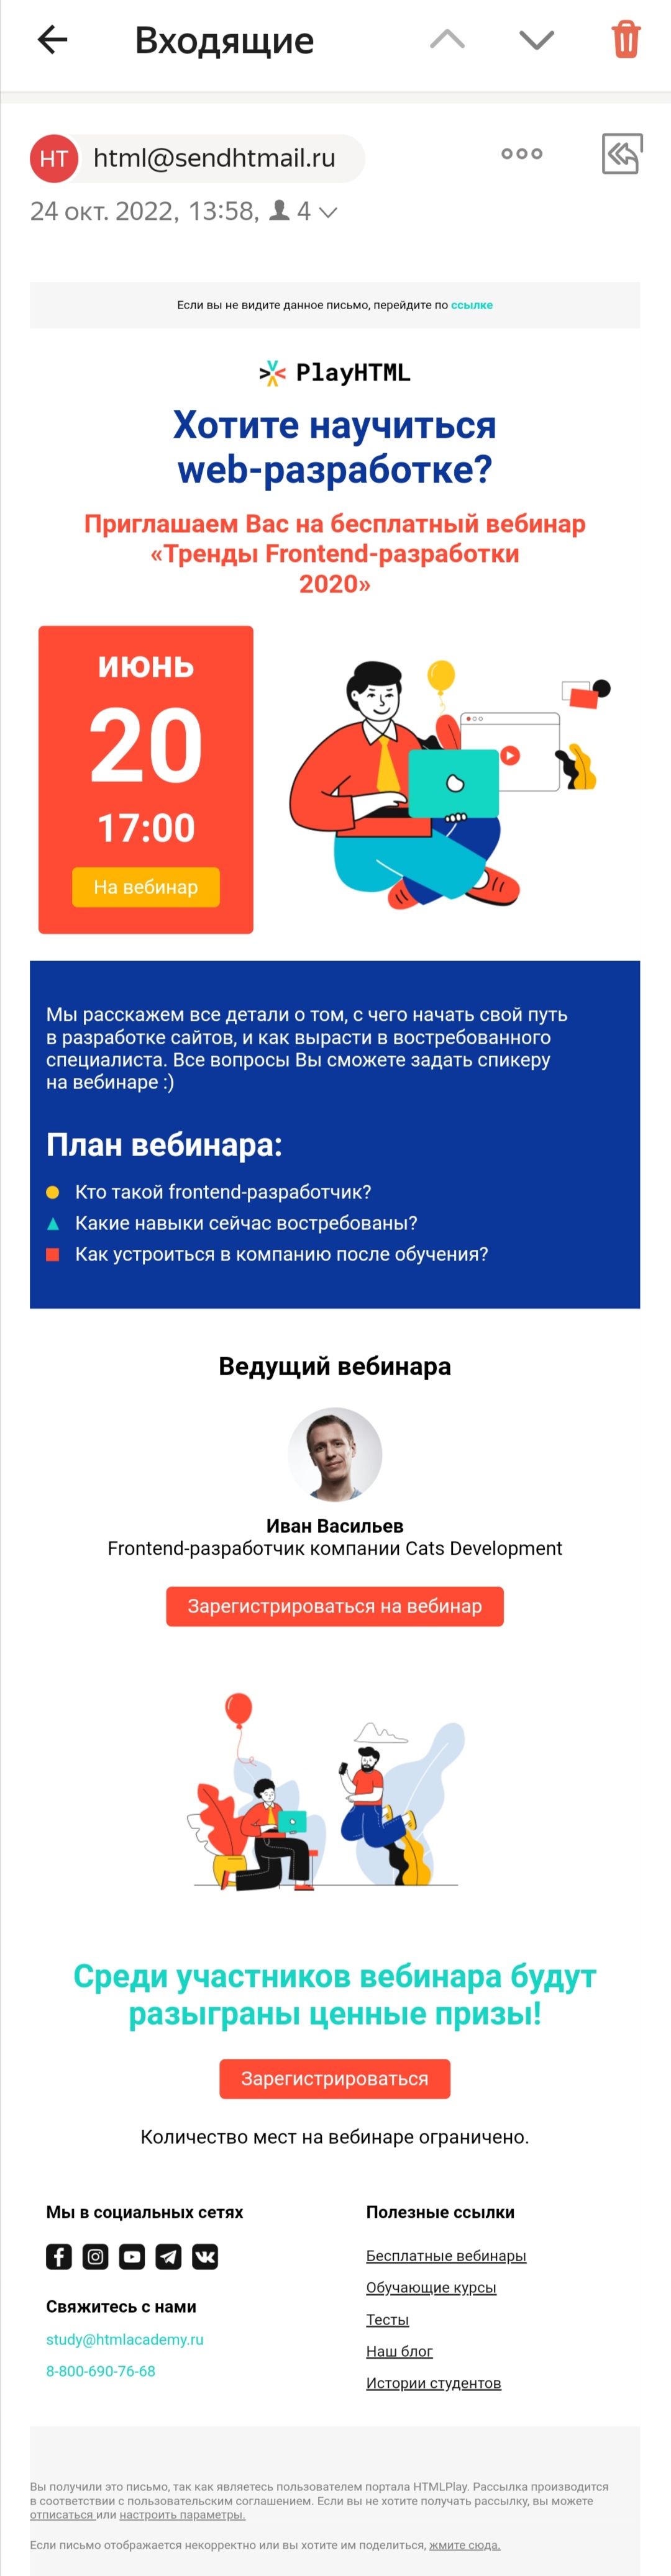 Входящие
HT
html@sendhtmail.ru
24 окт. 2022, 13:58, 4
Если вы не видите данное письмо, перейдите по ссылке
PlayHTML
Хотите научиться
web-разработке?
Приглашаем Вас на бесплатный вебинар
«Тренды Frontend-разработки
2020»
июнь
20
17:00
На вебинар
Мы расскажем все детали о том, с чего начать свой путь
в разработке сайтов, и как вырасти в востребованного
специалиста. Все вопросы Вы сможете задать спикеру
на вебинаре :)
План вебинара:
Кто такой frontend-разработчик?
Какие навыки сейчас востребованы?
Как устроиться в компанию после обучения?
Ведущий вебинара
Иван Васильев
Frontend-разработчик компании Cats Development
Зарегистрироваться на вебинар
Среди участников вебинара будут
разыграны ценные призы!
Зарегистрироваться
Количество мест на вебинаре ограничено.
Мы в социальных сетях
Свяжитесь с нами
study@htmlacademy.ru
8-800-690-76-68
Полезные ссылки
Бесплатные вебинары
Обучающие курсы
Тесты
Наш блог
Истории студентов
Вы получили это письмо, так как являетесь пользователем портала HTMLPlay. Рассылка производится
в соответствии с пользовательским соглашением. Если вы не хотите получать рассылку, вы можете
отписаться или настроить параметры.
Если письмо отображается некорректно или вы хотите им поделиться, жмите сюда.